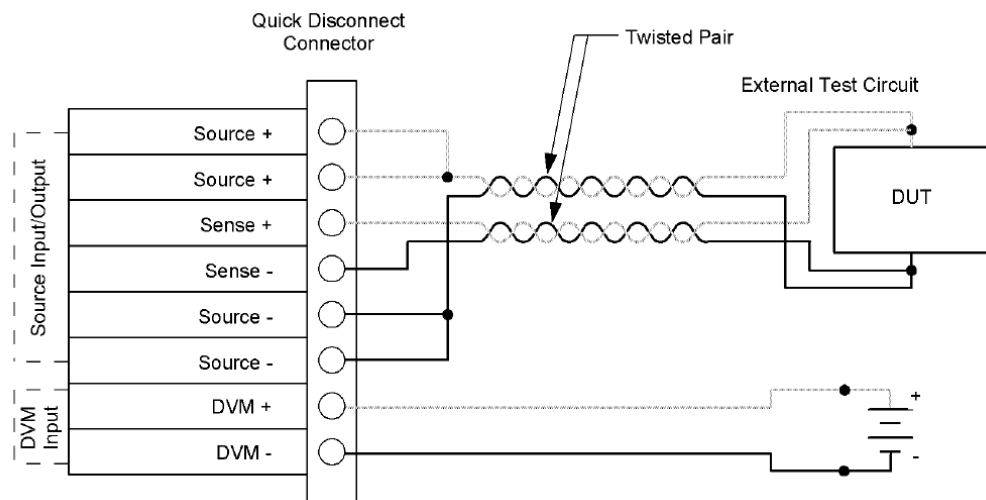 Quick Disconnect
Connector
Twisted Pair
External Test Circuit
Source Input/Output
Source +
Source +
Sense +
Sense -
Source -
Source -
DUT
DVM
Input
DVM +
DVM -
+
-